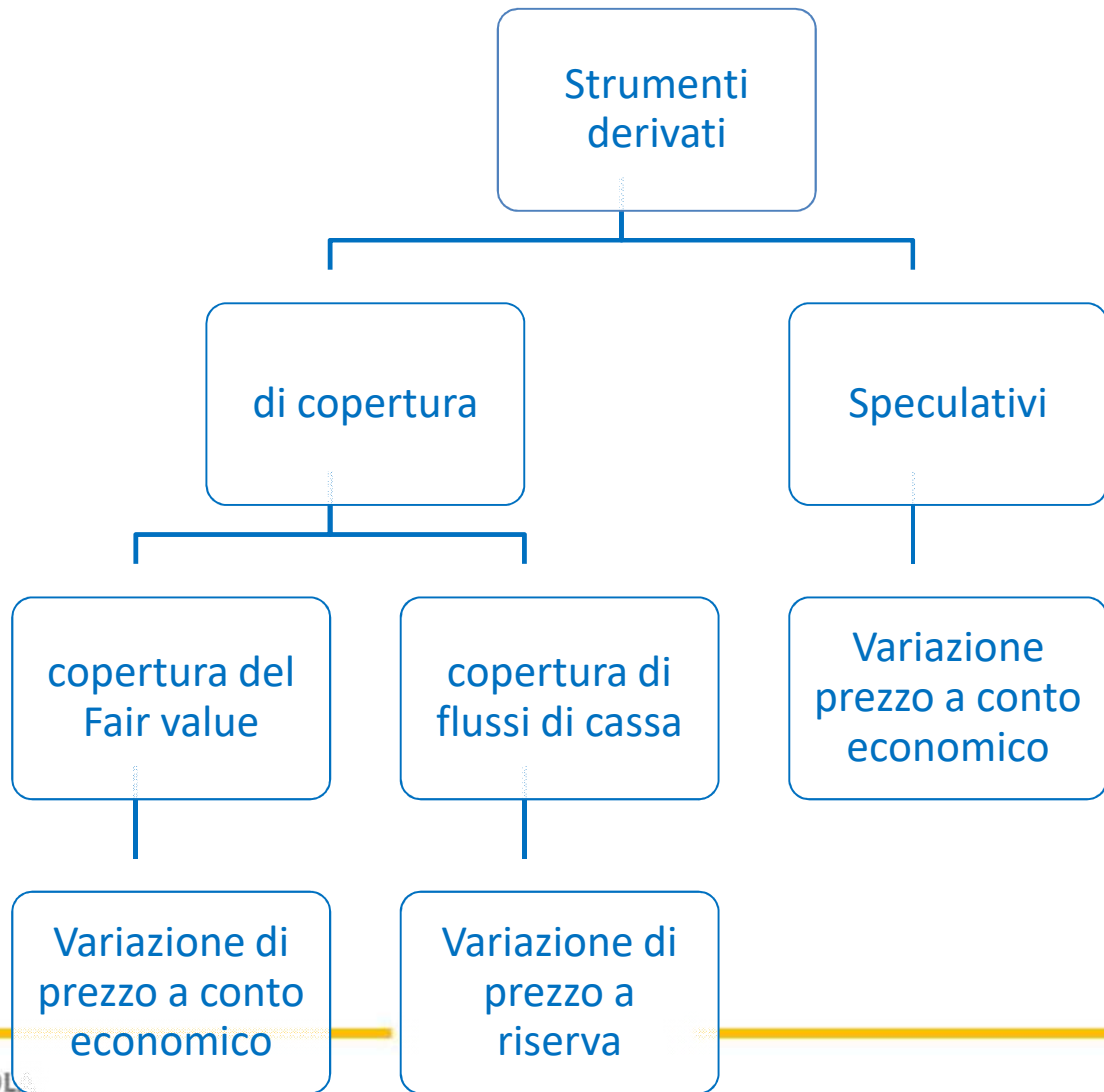 Strumenti
derivati
di copertura
Speculativi
copertura del
Fair value
copertura di
flussi di cassa
Variazione
prezzo a conto
economico
Variazione di
prezzo a conto
economico
Variazione di
prezzo a
riserva